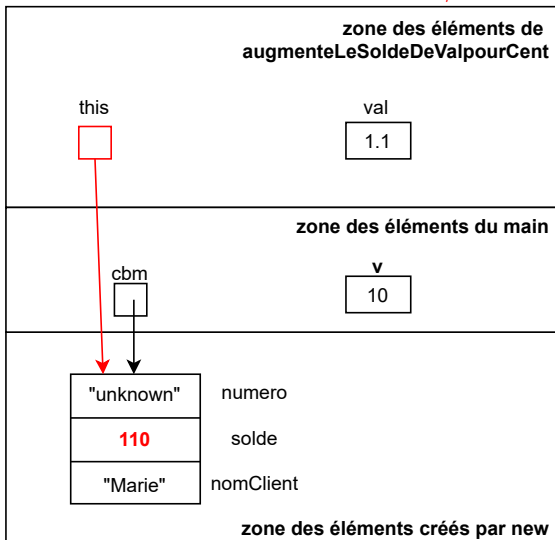 zone des éléments de
augmenteLeSoldeDeValpourCent
this
val
1.1
zone des éléments du main
cbm
v
10
"unknown"
numero
110
solde
"Marie"
nomClient
zone des éléments créés par new